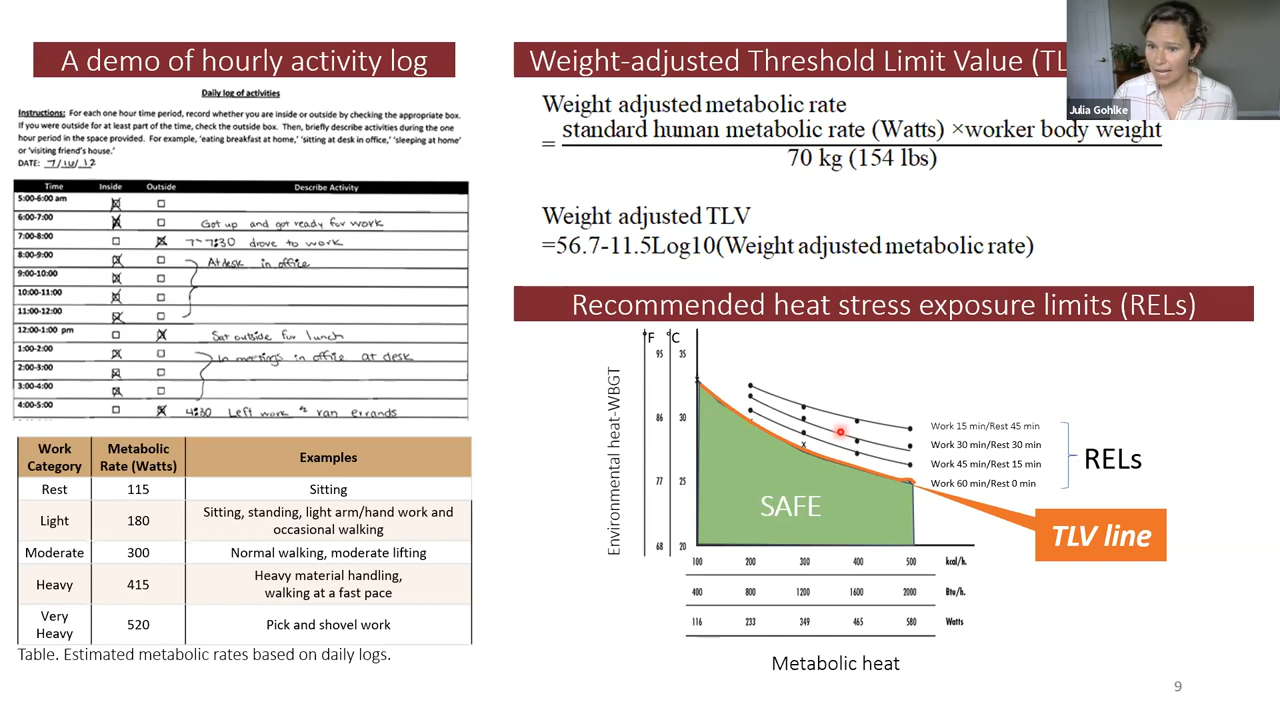 A demo of hourly activity log
Daily log of activities
Instructions: For each one hour time period, record whether you are inside or outside by checking the appropriate box.
If you were outside for at least part of the time, check the outside box. Then, briefly describe activities during the one
hour period in the space provided. For example, 'eating breakfast at home,' 'sitting at desk in office,' 'sleeping at home'
or 'visiting friend's house.'
DATE: 7/10/12
Time Inside Outside Describe Activity
5:00-6:00 am
6:00-7:00 Got up and got ready for work
7:00-8:00 7-7:30 drove to work
8:00-9:00 At desk in office
9:00-10:00
10:00-11:00
11:00-12:00
12:00-1:00 pm Sat outside for lunch
1:00-2:00 In meetings in office at desk
2:00-3:00
3:00-4:00
4:00-5:00 4:30 Left work & ran errands
Work Category Metabolic Rate (Watts) Examples
Rest 115 Sitting
Light 180 Sitting, standing, light arm/hand work and
occasional walking
Moderate 300 Normal walking, moderate lifting
Heavy 415 Heavy material handling,
walking at a fast pace
Very Heavy 520 Pick and shovel work
Table. Estimated metabolic rates based on daily logs.
Weight-adjusted Threshold Limit Value (TL
Julia Gohlke
Weight adjusted metabolic rate
= standard human metabolic rate (Watts) ×worker body weight
70 kg (154 lbs)
Weight adjusted TLV
=56.7-11.5Log10(Weight adjusted metabolic rate)
Recommended heat stress exposure limits (RELs)
Environmental heat-WBGT
°F °C
95 35
86 30
77 25
68 20
Work 15 min/Rest 45 min
Work 30 min/Rest 30 min
Work 45 min/Rest 15 min
Work 60 min/Rest 0 min
RELs
SAFE
TLV line
100 200 300 400 500 kcal/h.
400 800 1200 1600 2000 Btu/h.
116 233 349 465 580 Watts
Metabolic heat
9